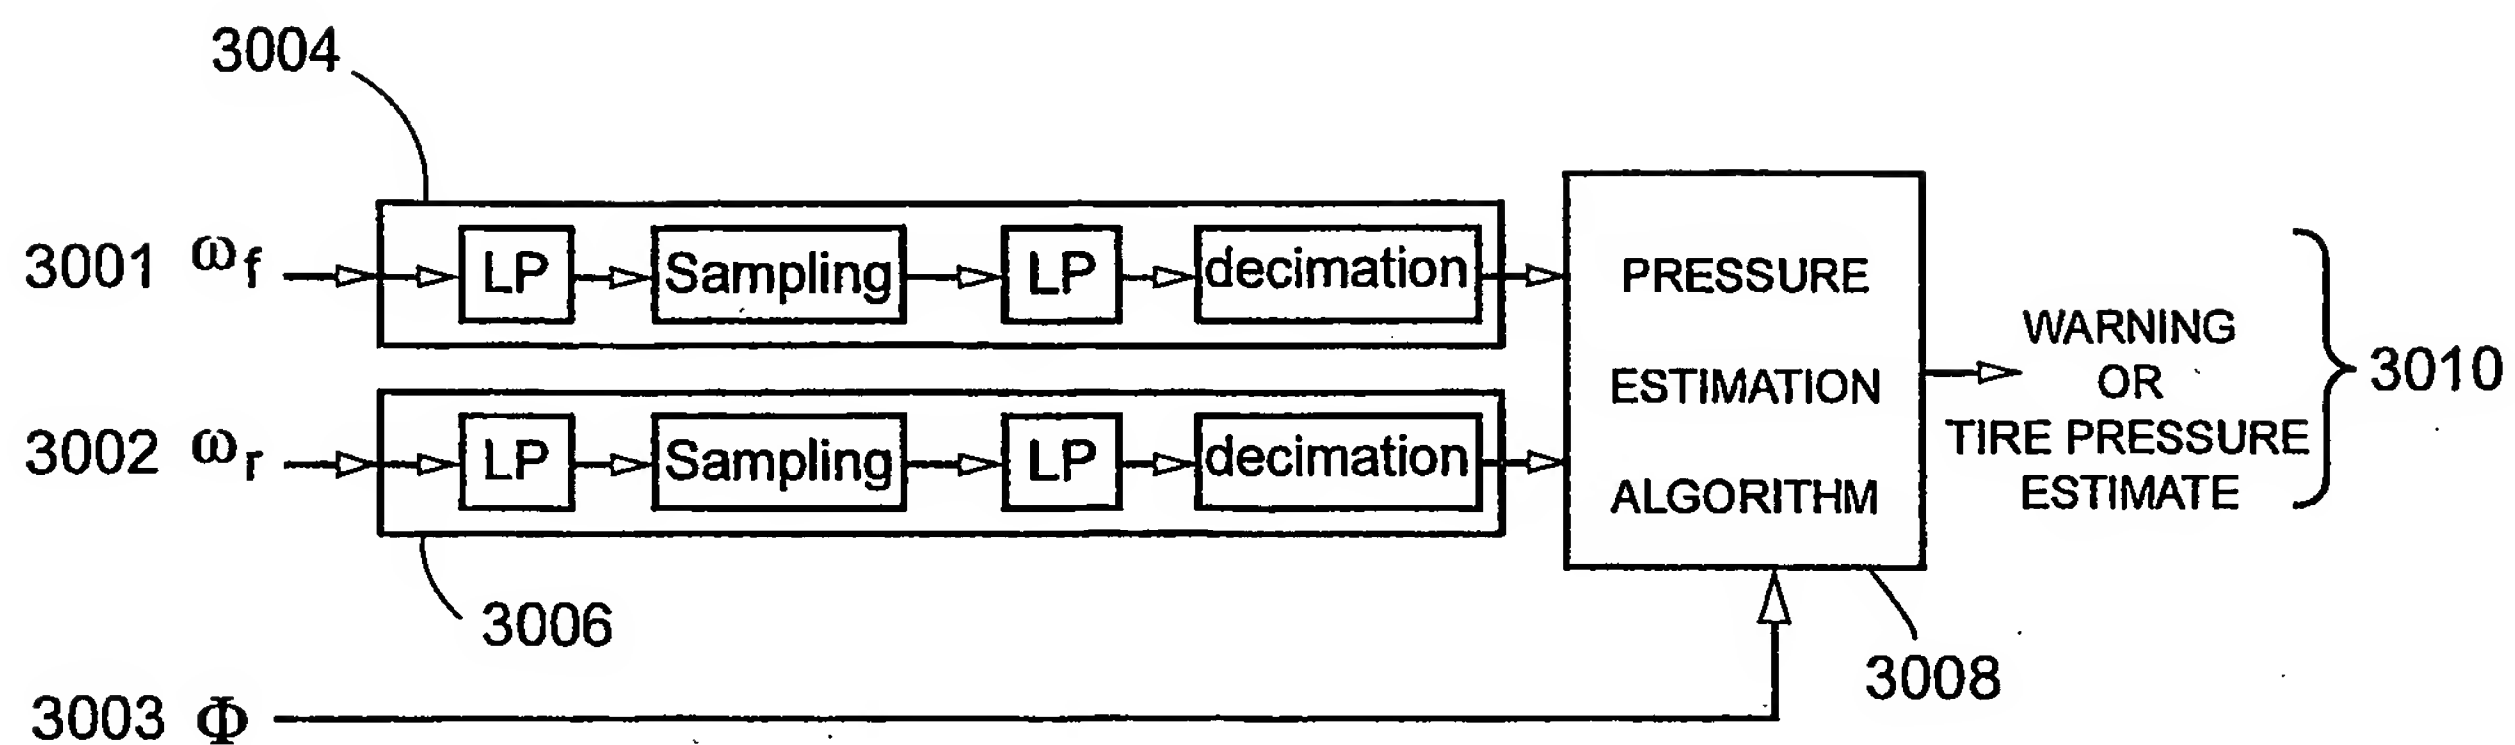 3004
3001 ωf LP Sampling LP decimation
3002 ωr LP Sampling LP decimation
PRESSURE
ESTIMATION
ALGORITHM
WARNING
OR
TIRE PRESSURE
ESTIMATE
3010
3006
3008
3003 Φ